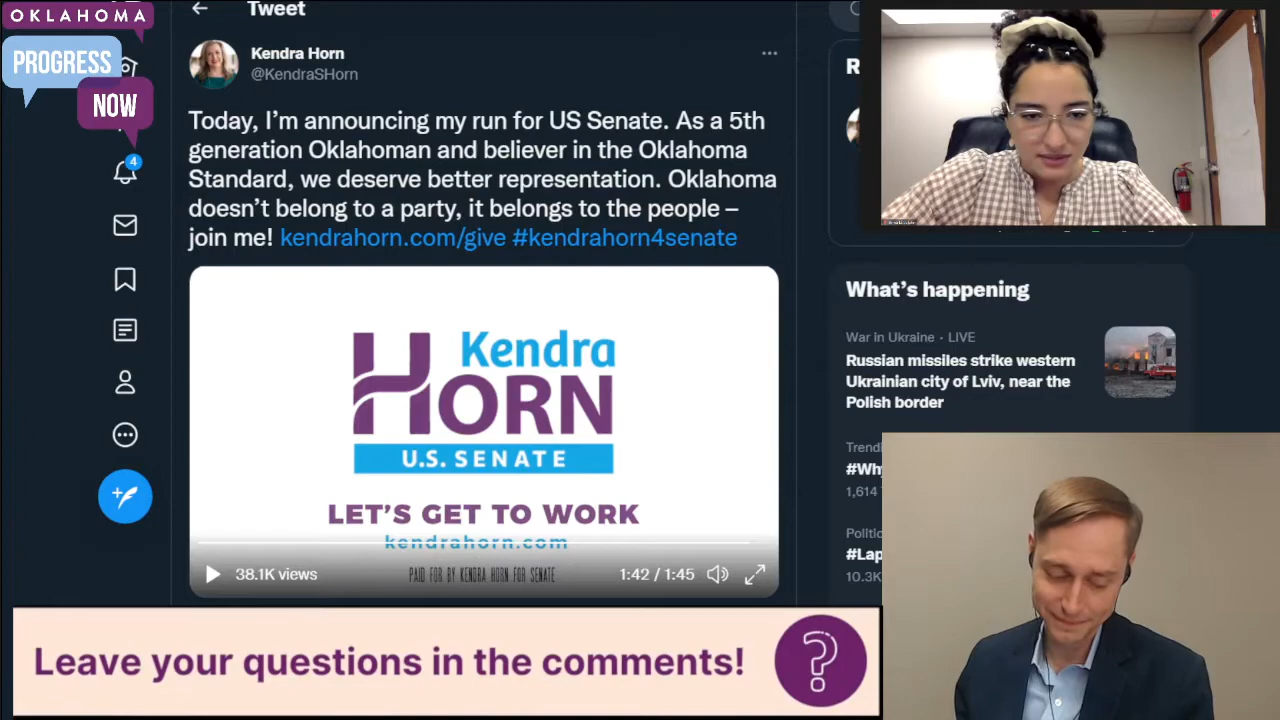 OKLAHOMA
PROGRESS
NOW
Tweet
Kendra Horn
@KendraSHorn
Today, I'm announcing my run for US Senate. As a 5th
generation Oklahoman and believer in the Oklahoma
Standard, we deserve better representation. Oklahoma
doesn't belong to a party, it belongs to the people –
join me! kendrahorn.com/give #kendrahorn4senate
Kendra
HORN
U.S. SENATE
LET'S GET TO WORK
kendrahorn.com
PAID FOR BY KENDRA HORN FOR SENATE
38.1K views
1:42 / 1:45
4
R
What's happening
War in Ukraine · LIVE
Russian missiles strike western
Ukrainian city of Lviv, near the
Polish border
Trendi
#Why
1,614
Politic
#Lap
10.3K
Leave your questions in the comments!
?